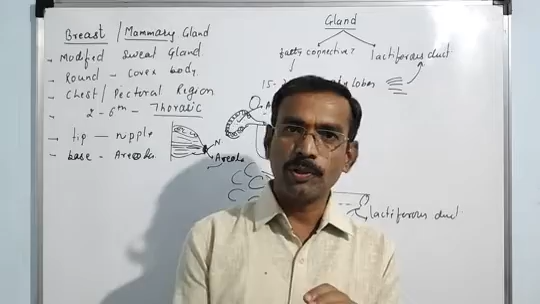 Breast / Mammary Gland
- Modified Sweat Gland
- Round - Covex body.
- Chest / Pectoral Region
- 2 - 6th - Thorasic
- tip - nipple
- base - Areola
N
Areola
Gland
fatty connective?
lactiferous duct
15-
lobes
lactiferous duct